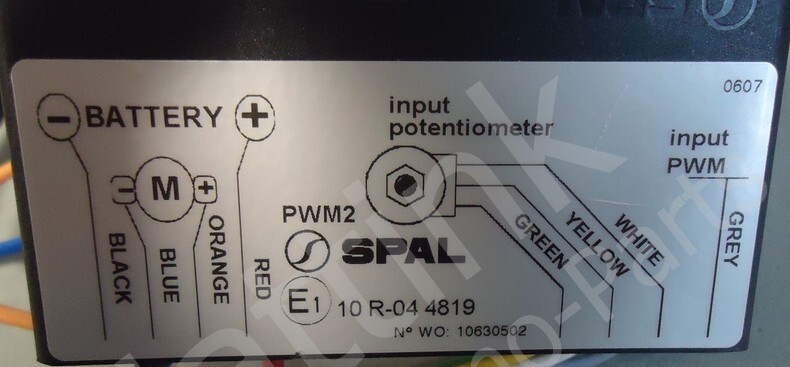 0607
− BATTERY +
input
potentiometer
input
PWM
- M +
PWM2
SPAL
BLACK
BLUE
ORANGE
RED
GREEN
YELLOW
WHITE
GREY
E1 10 R-04 4819
Nº WO: 10630502